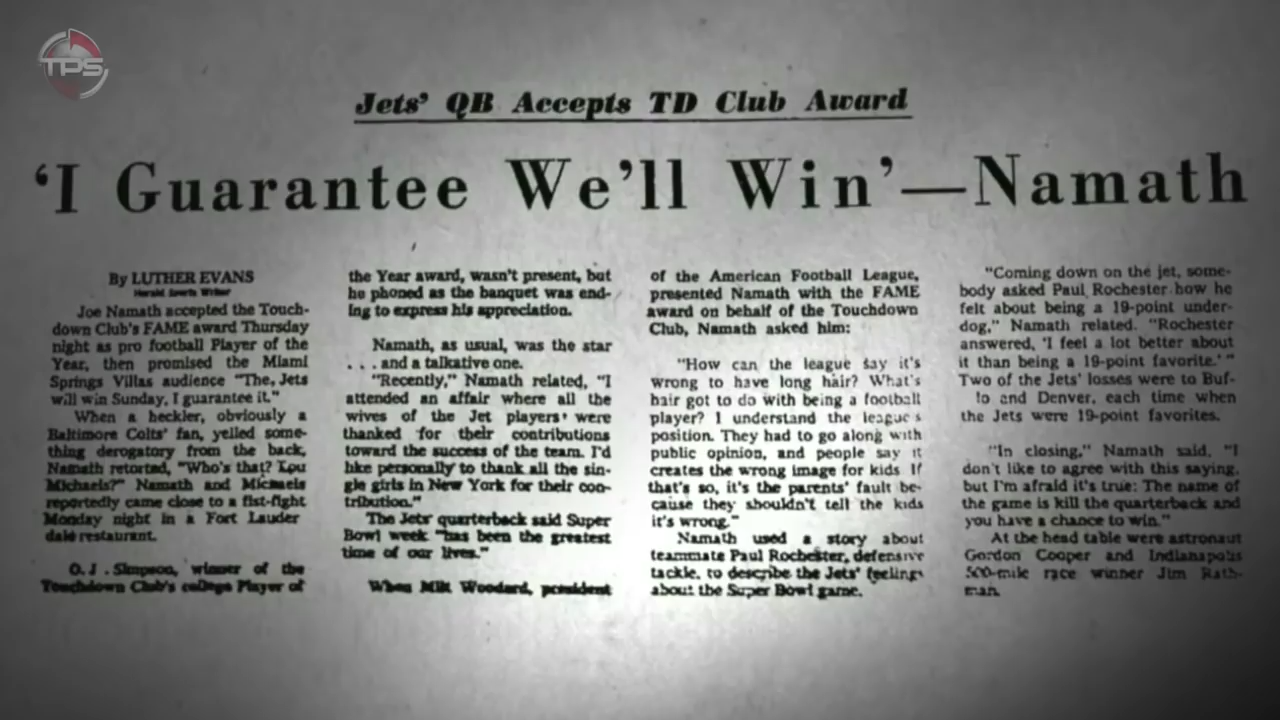 TPS
Jets' QB Accepts TD Club Award
'I Guarantee We'll Win'—Namath
By LUTHER EVANS
Herald Sports Writer
Joe Namath accepted the Touch-
down Club's FAME award Thursday
night as pro football Player of the
Year, then promised the Miami
Springs Villas audience "The, Jets
will win Sunday, I guarantee it."
When a heckler, obviously a
Baltimore Colts' fan, yelled some-
thing derogatory from the back,
Namath retorted, "Who's that? Lou
Michaels?" Namath and Michaels
reportedly came close to a fist-fight
Monday night in a Fort Lauder
dale restaurant.
O. J. Simpson, winner of the
Touchdown Club's college Player of
the Year award, wasn't present, but
he phoned as the banquet was end-
ing to express his appreciation.
Namath, as usual, was the star
. . . and a talkative one.
"Recently," Namath related, "I
attended an affair where all the
wives of the Jet players' were
thanked for their contributions
toward the success of the team. I'd
like personally to thank all the sin-
gle girls in New York for their con-
tribution."
The Jets' quarterback said Super
Bowl week "has been the greatest
time of our lives."
When Milt Woodard, president
of the American Football League,
presented Namath with the FAME
award on behalf of the Touchdown
Club, Namath asked him:
"How can the league say it's
wrong to have long hair? What's
hair got to do with being a football
player? I understand the league's
position. They had to go along with
public opinion, and people say it
creates the wrong image for kids If
that's so, it's the parents' fault be-
cause they shouldn't tell the kids
it's wrong."
Namath used a story about
teammate Paul Rochester, defensive
tackle, to describe the Jets' feelings
about the Super Bowl game.
"Coming down on the jet, some-
body asked Paul Rochester how he
felt about being a 19-point under-
dog," Namath related. "Rochester
answered, 'I feel a lot better about
it than being a 19-point favorite.'"
Two of the Jets' losses were to Buf-
lo and Denver, each time when
the Jets were 19-point favorites.
"In closing," Namath said, "I
don't like to agree with this saying,
but I'm afraid it's true: The name of
the game is kill the quarterback and
you have a chance to win."
At the head table were astronaut
Gordon Cooper and Indianapolis
500-mile race winner Jim Rath-
man.